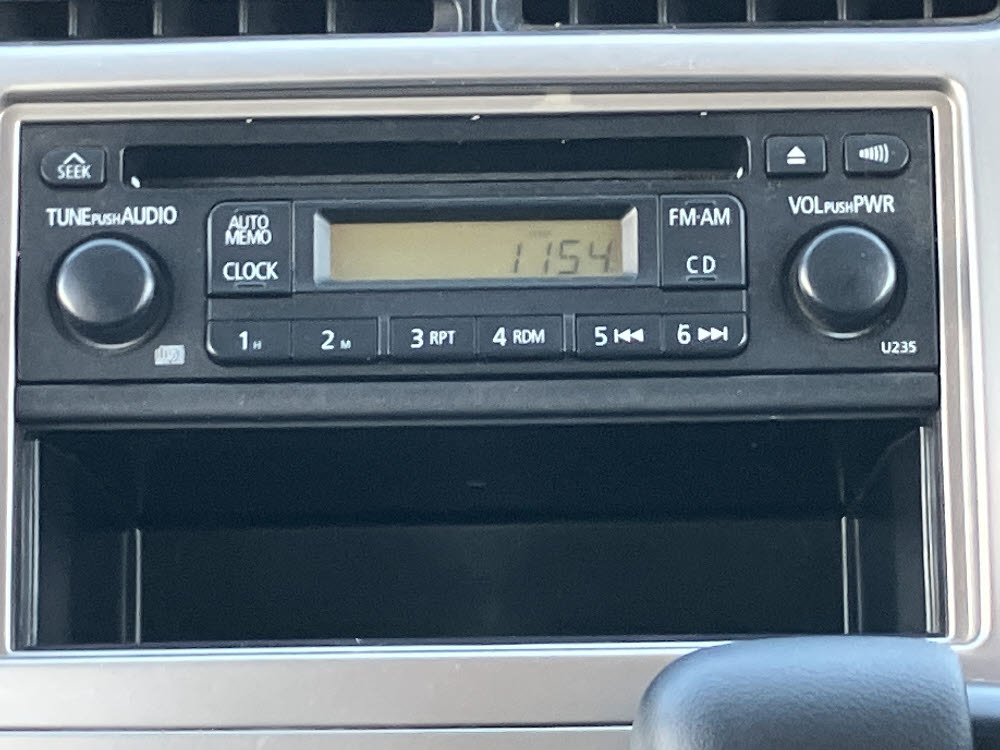 SEEK
TUNE PUSH AUDIO
VOL PUSH PWR
AUTO
MEMO
CLOCK
1154
FM·AM
CD
1 H
2 M
3 RPT
4 RDM
5
6
U235